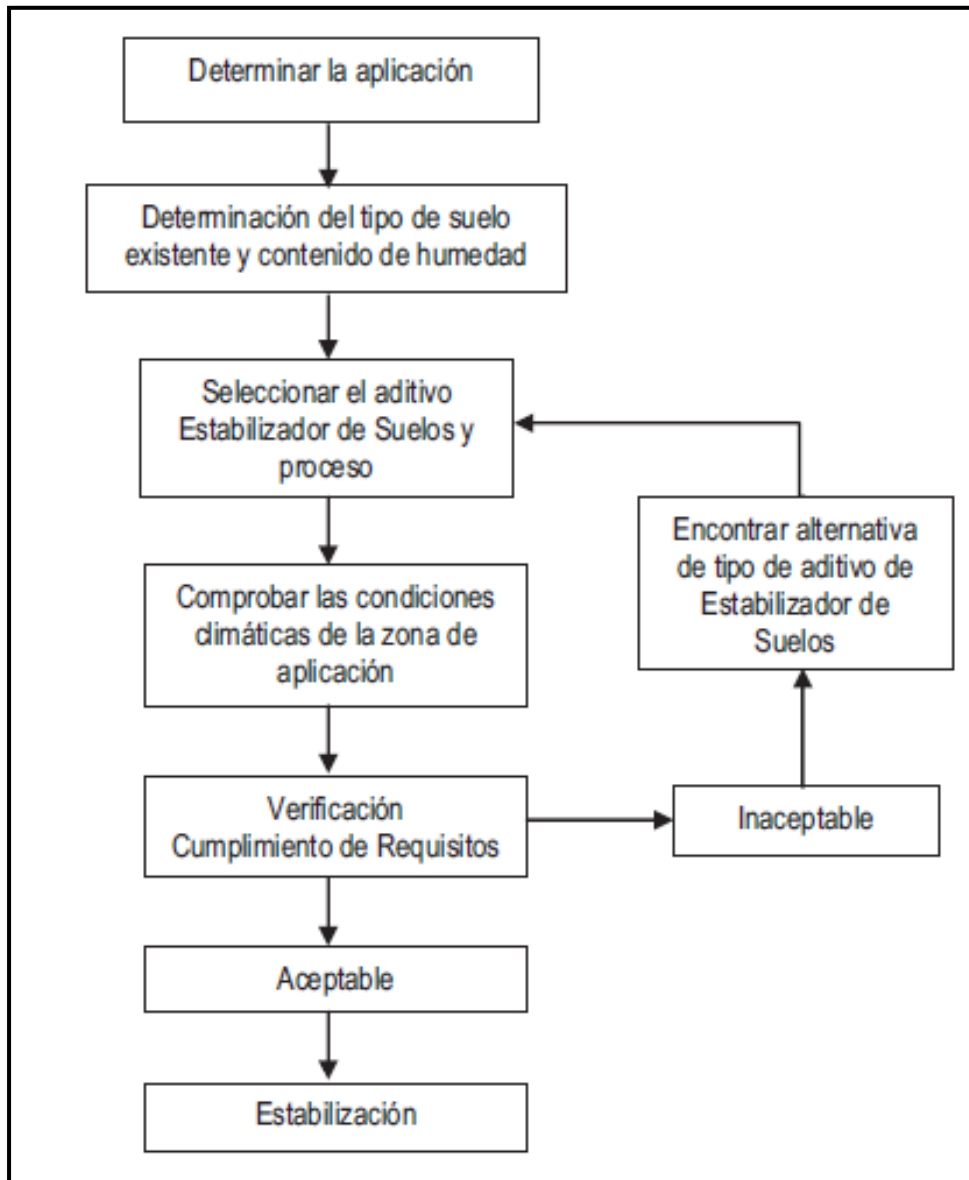 Determinar la aplicación
Determinación del tipo de suelo
existente y contenido de humedad
Seleccionar el aditivo
Estabilizador de Suelos y
proceso
Encontrar alternativa
de tipo de aditivo de
Estabilizador de
Suelos
Comprobar las condiciones
climáticas de la zona de
aplicación
Verificación
Cumplimiento de Requisitos
Inaceptable
Aceptable
Estabilización